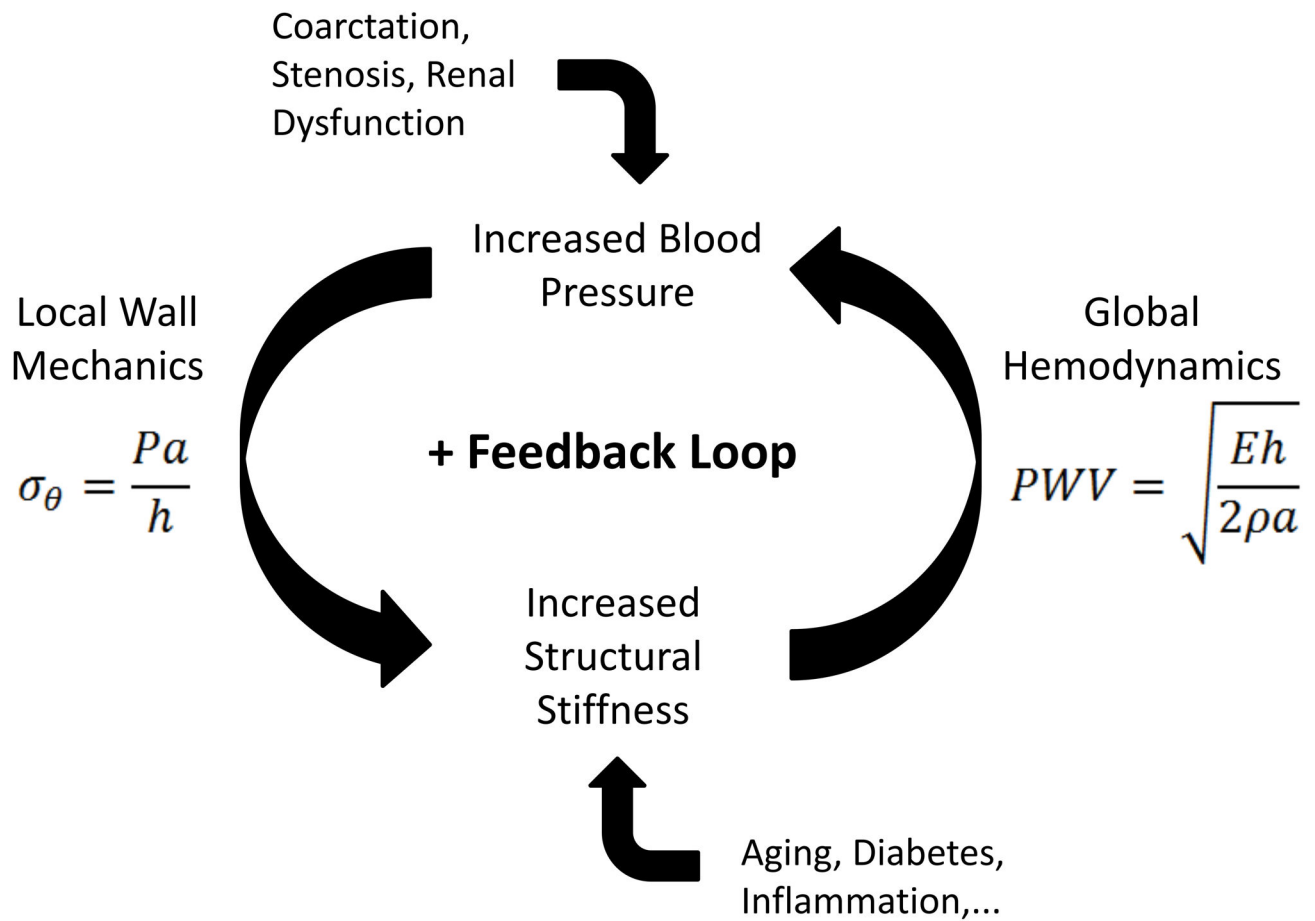 Coarctation,
Stenosis, Renal
Dysfunction
Increased Blood
Pressure
Local Wall
Mechanics
σ_θ = Pa/h
+ Feedback Loop
Global
Hemodynamics
PWV = √(Eh/2ρa)
Increased
Structural
Stiffness
Aging, Diabetes,
Inflammation,...